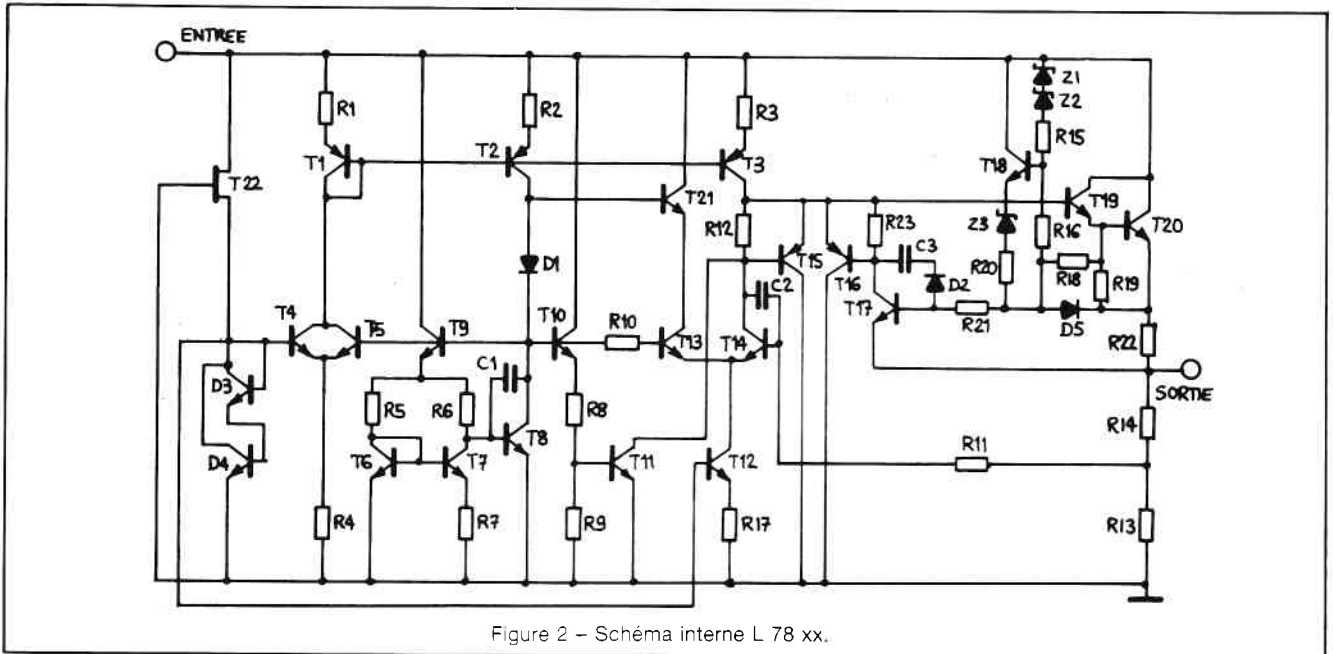 ENTREE
R1
R2
R3
Z1
Z2
R15
T1
T2
T3
T18
T22
T21
T19
T20
R12
R23
C3
Z3
R16
R18
R19
T15
T16
D2
R20
D1
C2
T17
R21
D5
R22
T4
T5
T9
T10
R10
T13
T14
SORTIE
D3
C1
R5
R6
R8
R14
D4
T6
T7
T8
T11
T12
R11
R4
R7
R9
R17
R13
Figure 2 – Schéma interne L 78 xx.